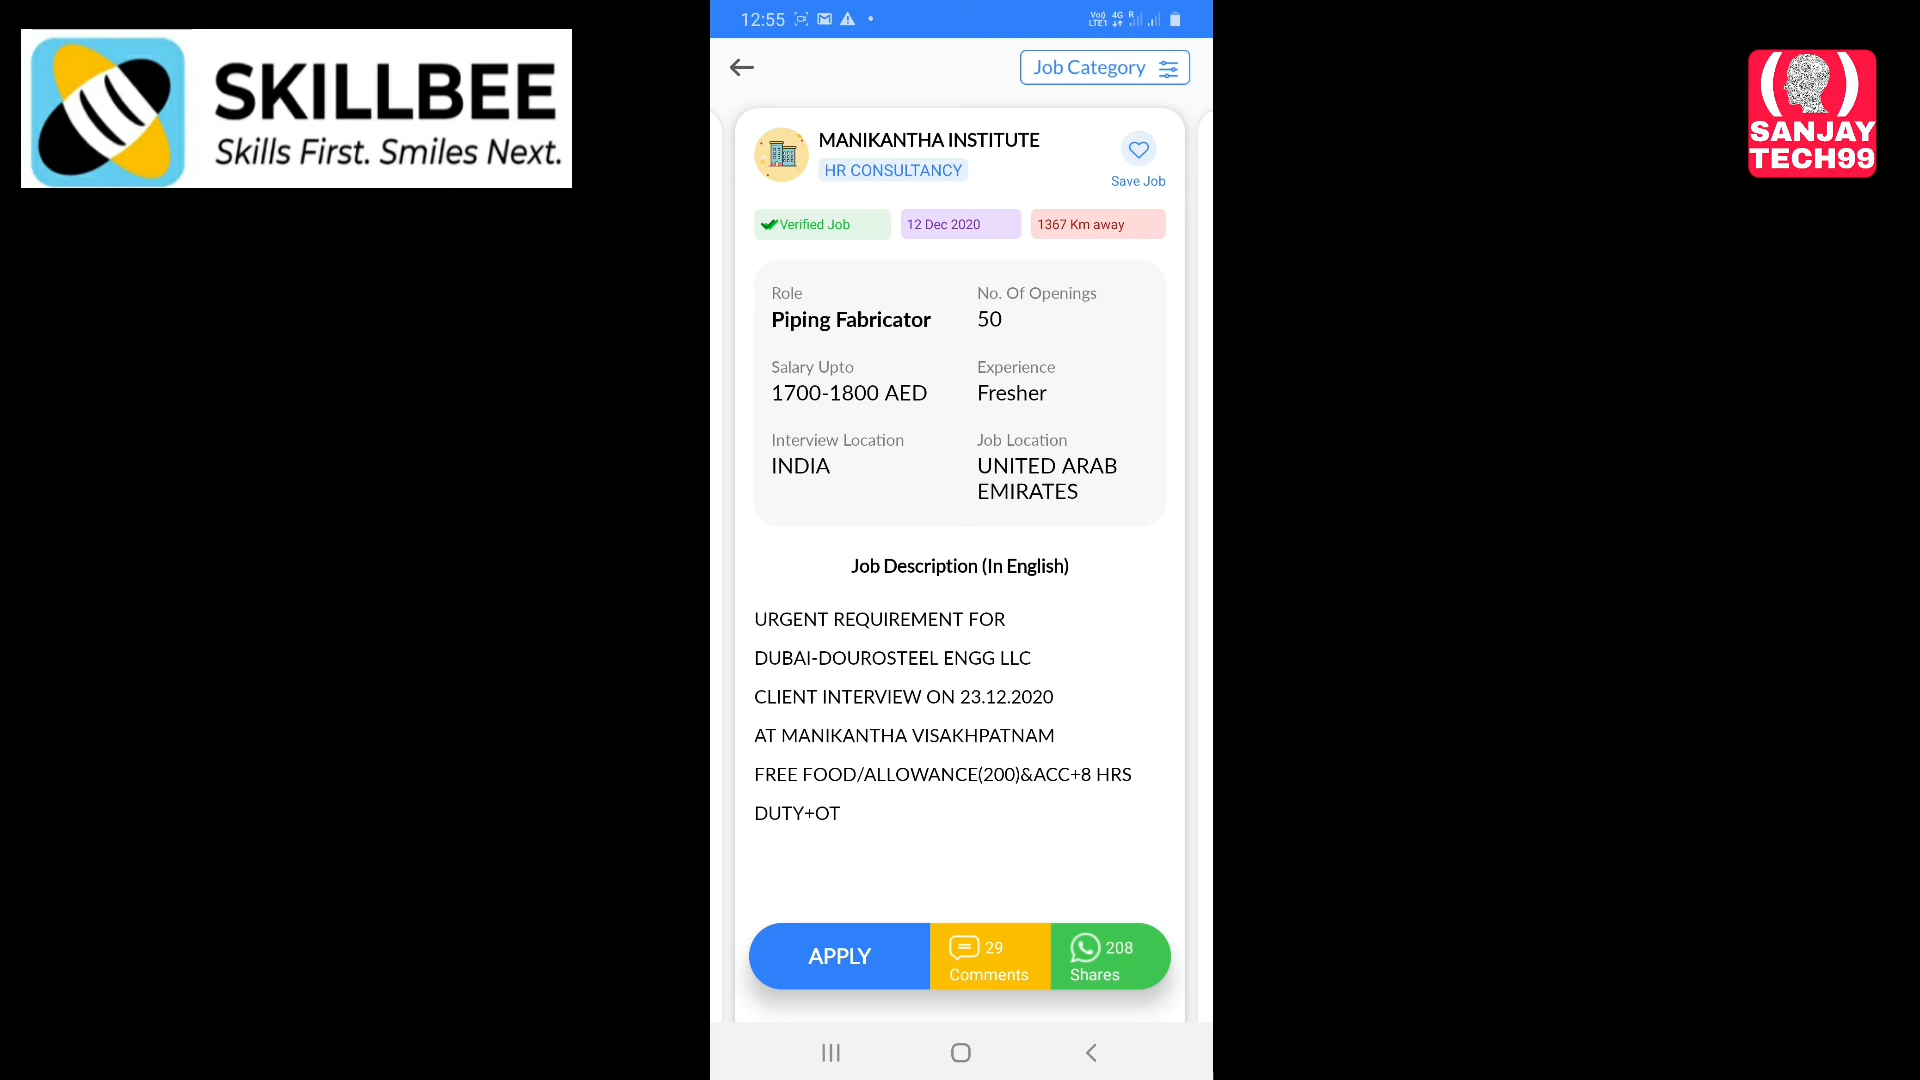 SKILLBEE
Skills First. Smiles Next.
SANJAY
TECH99
12:55
Vo)) 4G R
LTE1
Job Category
MANIKANTHA INSTITUTE
HR CONSULTANCY
Save Job
Verified Job 12 Dec 2020 1367 Km away
Role No. Of Openings
Piping Fabricator 50
Salary Upto Experience
1700-1800 AED Fresher
Interview Location Job Location
INDIA UNITED ARAB
EMIRATES
Job Description (In English)
URGENT REQUIREMENT FOR
DUBAI-DOUROSTEEL ENGG LLC
CLIENT INTERVIEW ON 23.12.2020
AT MANIKANTHA VISAKHPATNAM
FREE FOOD/ALLOWANCE(200)&ACC+8 HRS
DUTY+OT
APPLY 29 208
Comments Shares